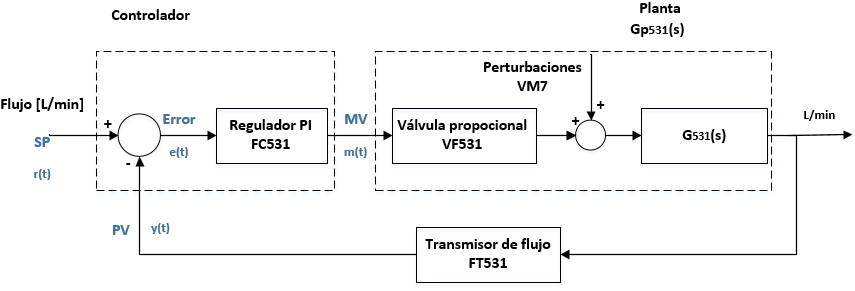 Controlador
Planta
Gp531(s)
Perturbaciones
VM7
Flujo [L/min]
+
Error
MV
+
+
L/min
SP
r(t)
e(t)
Regulador PI
FC531
m(t)
Válvula propocional
VF531
G531(s)
-
PV
y(t)
Transmisor de flujo
FT531